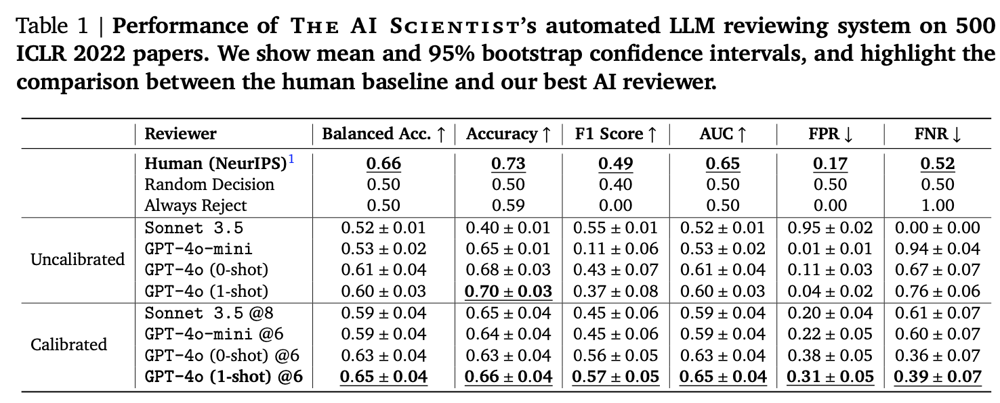 Table 1 | Performance of THE AI SCIENTIST's automated LLM reviewing system on 500
ICLR 2022 papers. We show mean and 95% bootstrap confidence intervals, and highlight the
comparison between the human baseline and our best AI reviewer.
Reviewer Balanced Acc. ↑ Accuracy ↑ F1 Score ↑ AUC ↑ FPR ↓ FNR ↓
Human (NeurIPS)1 0.66 0.73 0.49 0.65 0.17 0.52
Random Decision 0.50 0.50 0.40 0.50 0.50 0.50
Always Reject 0.50 0.59 0.00 0.50 0.00 1.00
Uncalibrated
Sonnet 3.5 0.52 ± 0.01 0.40 ± 0.01 0.55 ± 0.01 0.52 ± 0.01 0.95 ± 0.02 0.00 ± 0.00
GPT-4o-mini 0.53 ± 0.02 0.65 ± 0.01 0.11 ± 0.06 0.53 ± 0.02 0.01 ± 0.01 0.94 ± 0.04
GPT-4o (0-shot) 0.61 ± 0.04 0.68 ± 0.03 0.43 ± 0.07 0.61 ± 0.04 0.11 ± 0.03 0.67 ± 0.07
GPT-4o (1-shot) 0.60 ± 0.03 0.70 ± 0.03 0.37 ± 0.08 0.60 ± 0.03 0.04 ± 0.02 0.76 ± 0.06
Calibrated
Sonnet 3.5 @8 0.59 ± 0.04 0.65 ± 0.04 0.45 ± 0.06 0.59 ± 0.04 0.20 ± 0.04 0.61 ± 0.07
GPT-4o-mini @6 0.59 ± 0.04 0.64 ± 0.04 0.45 ± 0.06 0.59 ± 0.04 0.22 ± 0.05 0.60 ± 0.07
GPT-4o (0-shot) @6 0.63 ± 0.04 0.63 ± 0.04 0.56 ± 0.05 0.63 ± 0.04 0.38 ± 0.05 0.36 ± 0.07
GPT-4o (1-shot) @6 0.65 ± 0.04 0.66 ± 0.04 0.57 ± 0.05 0.65 ± 0.04 0.31 ± 0.05 0.39 ± 0.07